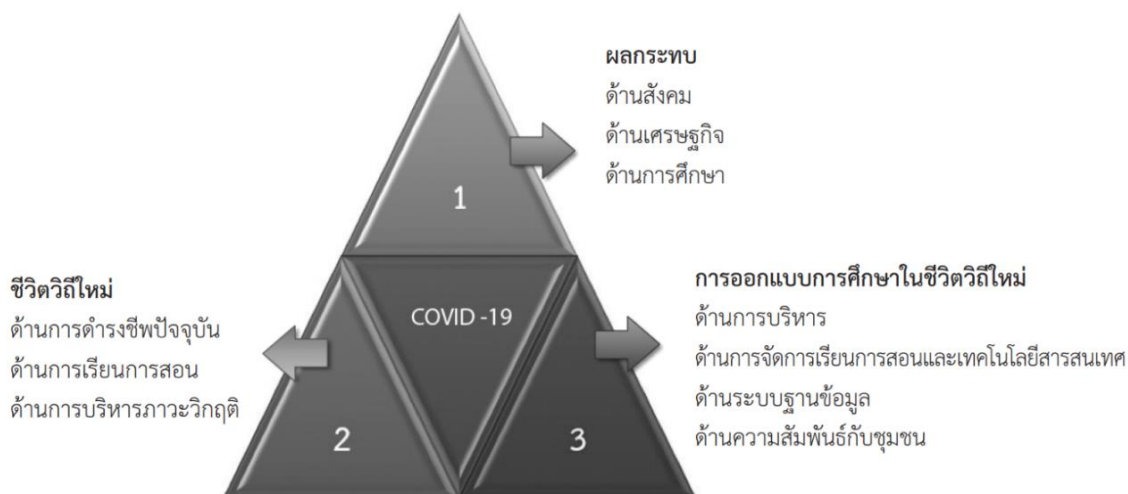 ผลกระทบ
ด้านสังคม
ด้านเศรษฐกิจ
ด้านการศึกษา
1
ชีวิตวิถีใหม่
ด้านการดำรงชีพปัจจุบัน
ด้านการเรียนการสอน
ด้านการบริหารภาวะวิกฤติ
2
COVID -19
3
การออกแบบการศึกษาในชีวิตวิถีใหม่
ด้านการบริหาร
ด้านการจัดการเรียนการสอนและเทคโนโลยีสารสนเทศ
ด้านระบบฐานข้อมูล
ด้านความสัมพันธ์กับชุมชน